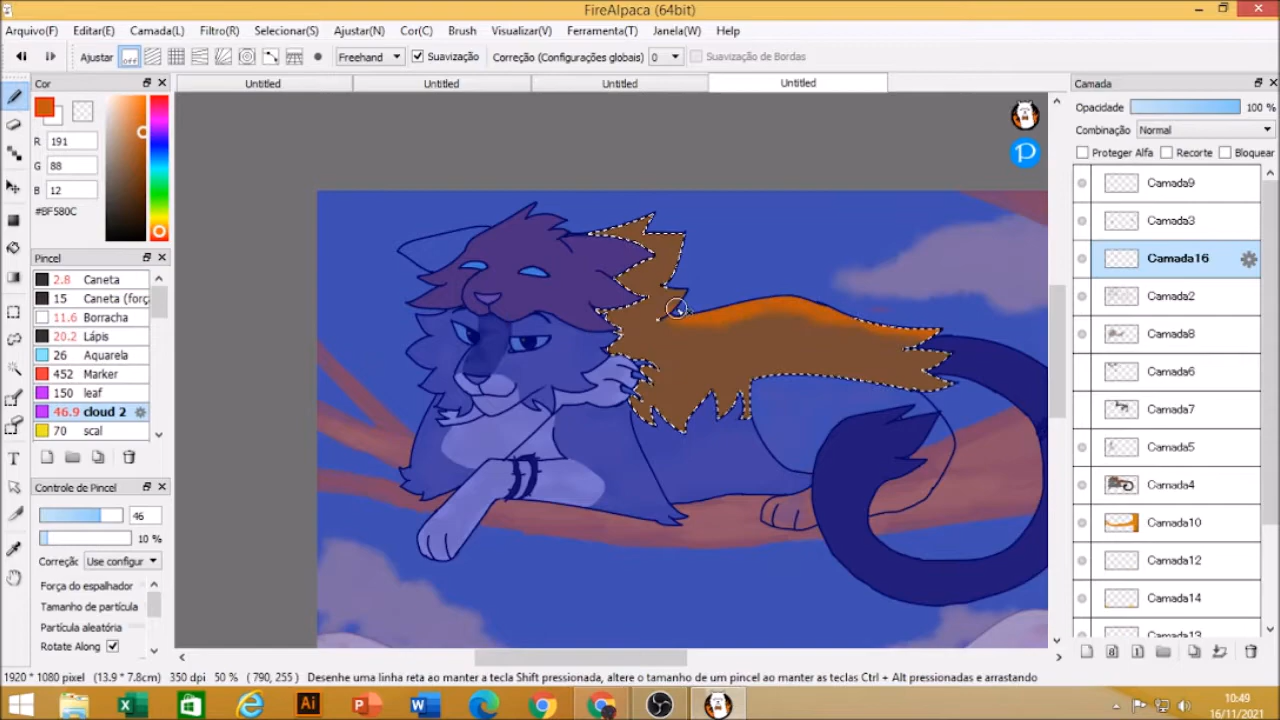 FireAlpaca (64bit)
Arquivo(F) Editar(E) Camada(L) Filtro(R) Selecionar(S) Ajustar(N) Cor(C) Brush Visualizar(V) Ferramenta(T) Janela(W) Help
Ajustar off Freehand Suavização Correção (Configurações globais) 0 Suavização de Bordas
Cor
Untitled Untitled Untitled Untitled
Camada
Opacidade 100 %
Combinação Normal
Proteger Alfa Recorte Bloquear
R 191
G 88
B 12
#BF580C
Pincel
2.8 Caneta
15 Caneta (forç
11.6 Borracha
20.2 Lápis
26 Aquarela
452 Marker
150 leaf
46.9 cloud 2
70 scal
Controle de Pincel
46
10 %
Correção Use configur
Força do espalhador
Tamanho de partícula
Partícula aleatória
Rotate Along
Camada9
Camada3
Camada16
Camada2
Camada8
Camada6
Camada7
Camada5
Camada4
Camada10
Camada12
Camada14
Camada13
1920 * 1080 pixel (13.9 * 7.8cm) 350 dpi 50 % ( 790, 255 ) Desenhe uma linha reta ao manter a tecla Shift pressionada, altere o tamanho de um pincel ao manter as teclas Ctrl + Alt pressionadas e arrastando
10:49
16/11/2021